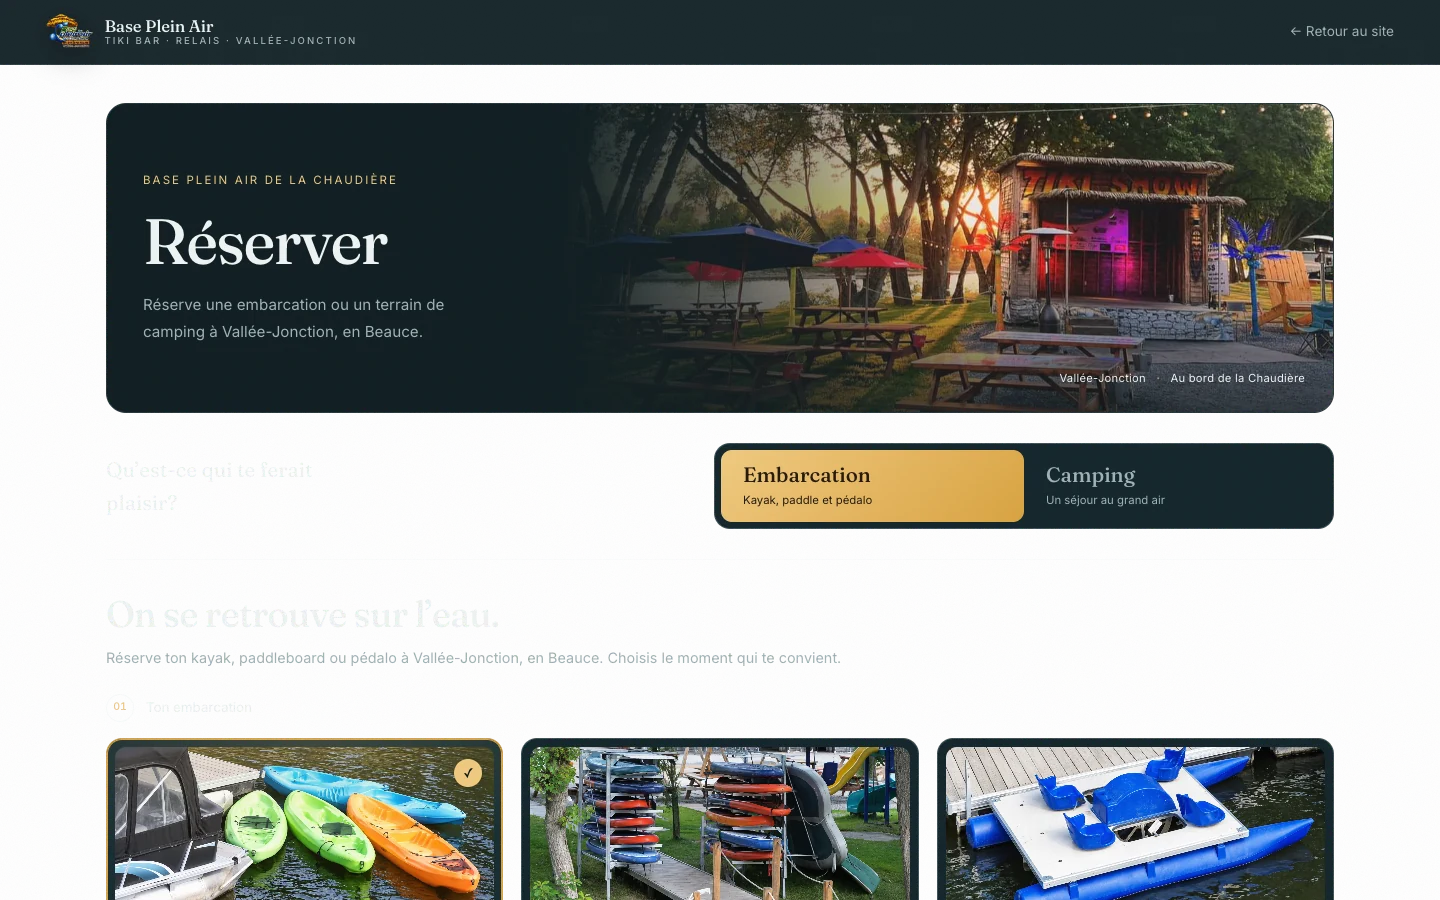 Base Plein Air
TIKI BAR · RELAIS · VALLÉE-JONCTION
← Retour au site
BASE PLEIN AIR DE LA CHAUDIÈRE
Réserver
Réserve une embarcation ou un terrain de
camping à Vallée-Jonction, en Beauce.
TIKI SHOW
Vallée-Jonction · Au bord de la Chaudière
Qu’est-ce qui te ferait
plaisir?
Embarcation
Kayak, paddle et pédalo
Camping
Un séjour au grand air
On se retrouve sur l’eau.
Réserve ton kayak, paddleboard ou pédalo à Vallée-Jonction, en Beauce. Choisis le moment qui te convient.
01 Ton embarcation